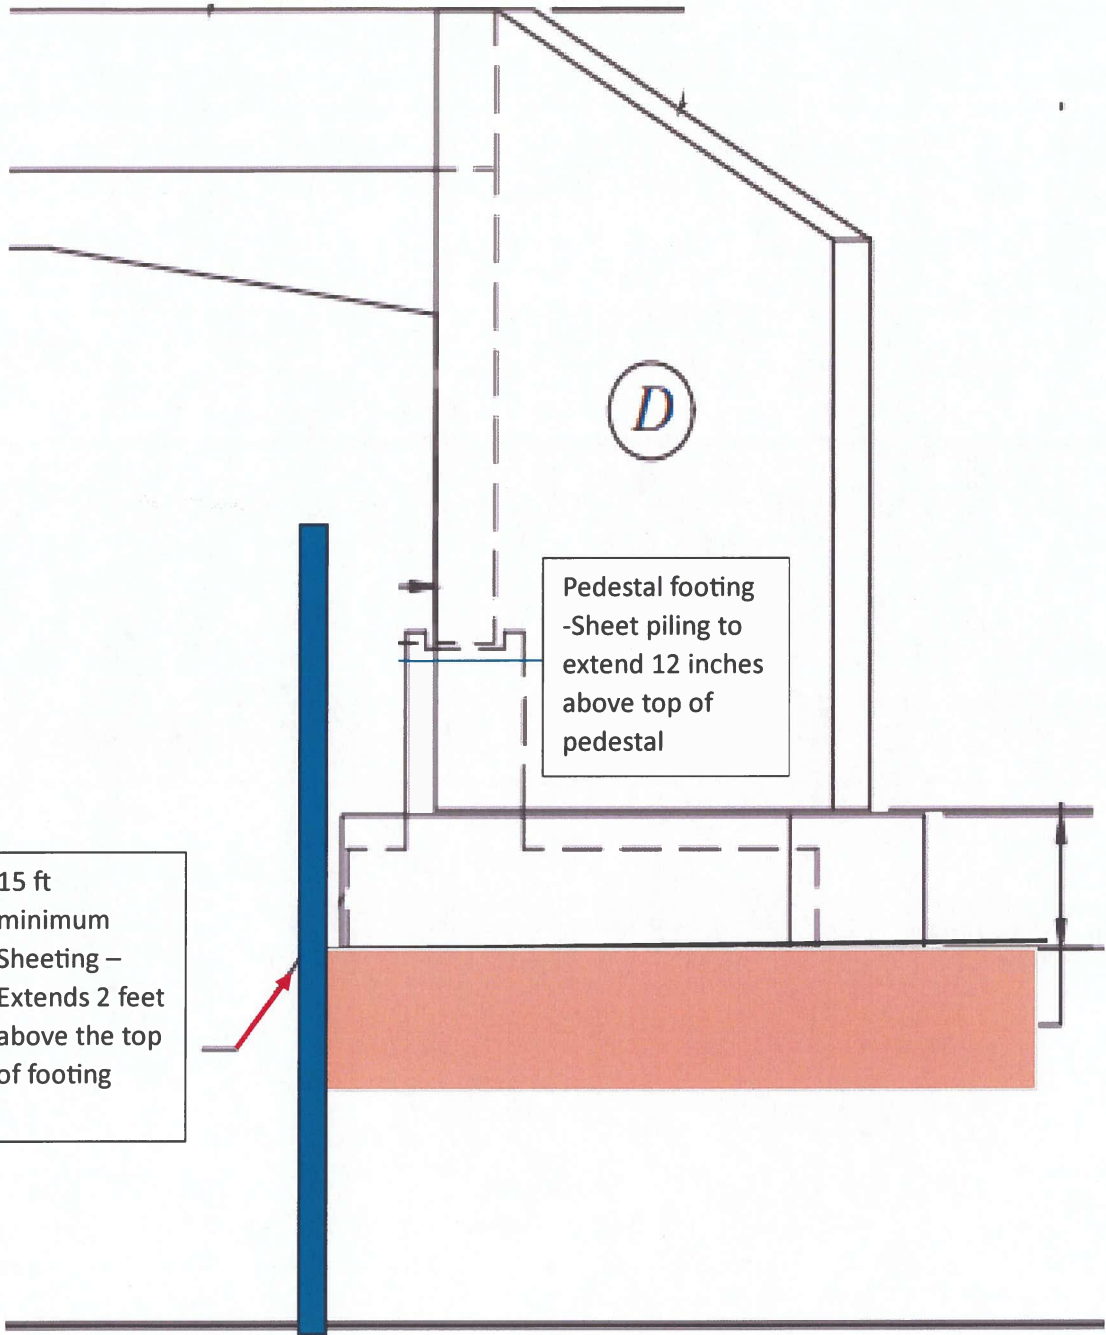 D
Pedestal footing
-Sheet piling to
extend 12 inches
above top of
pedestal
15 ft
minimum
Sheeting –
Extends 2 feet
above the top
of footing